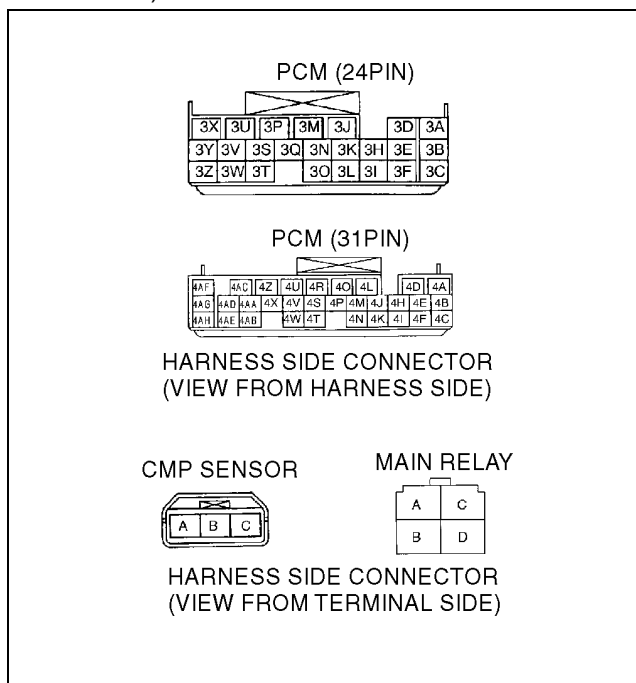 PCM (24PIN)
3X 3U 3P 3M 3J 3D 3A
3Y 3V 3S 3Q 3N 3K 3H 3E 3B
3Z 3W 3T 3O 3L 3I 3F 3C
PCM (31PIN)
4AF 4AC 4Z 4U 4R 4O 4L 4D 4A
4AG 4AD 4AA 4X 4V 4S 4P 4M 4J 4H 4E 4B
4AH 4AE 4AB 4W 4T 4N 4K 4I 4F 4C
HARNESS SIDE CONNECTOR
(VIEW FROM HARNESS SIDE)
CMP SENSOR
A B C
MAIN RELAY
A C
B D
HARNESS SIDE CONNECTOR
(VIEW FROM TERMINAL SIDE)